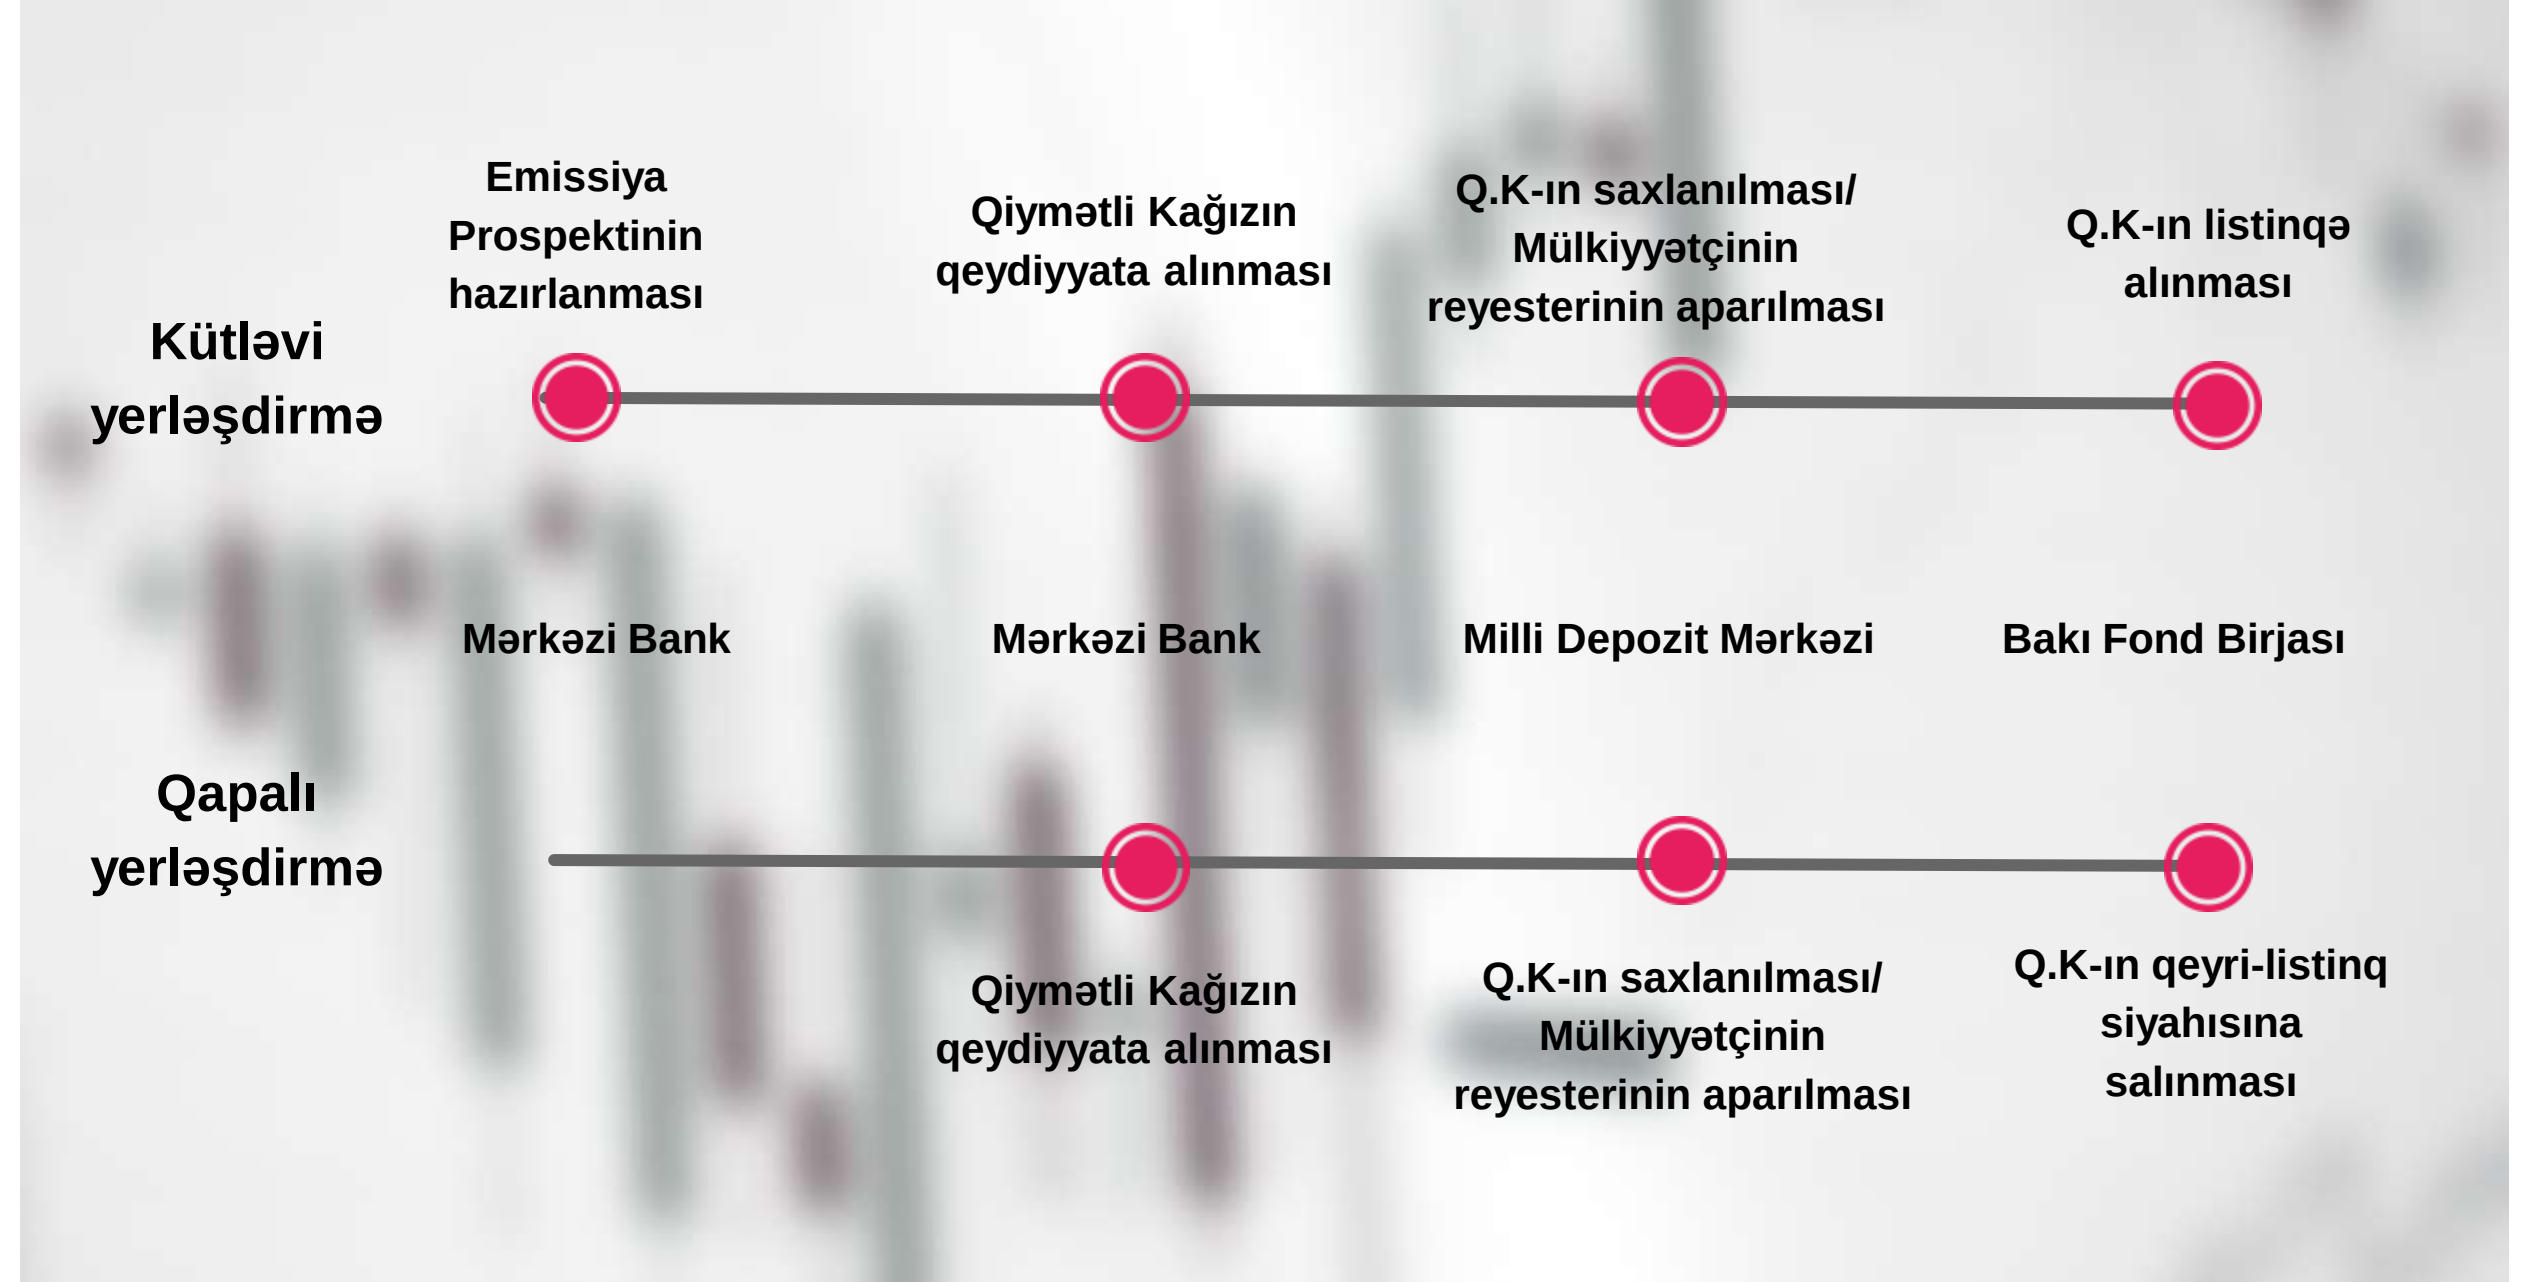 Kütləvi
yerləşdirmə
Emissiya
Prospektinin
hazırlanması
Qiymətli Kağızın
qeydiyyata alınması
Q.K-ın saxlanılması/
Mülkiyyətçinin
reyesterinin aparılması
Q.K-ın listinqə
alınması
Mərkəzi Bank
Mərkəzi Bank
Milli Depozit Mərkəzi
Bakı Fond Birjası
Qapalı
yerləşdirmə
Qiymətli Kağızın
qeydiyyata alınması
Q.K-ın saxlanılması/
Mülkiyyətçinin
reyesterinin aparılması
Q.K-ın qeyri-listinq
siyahısına
salınması